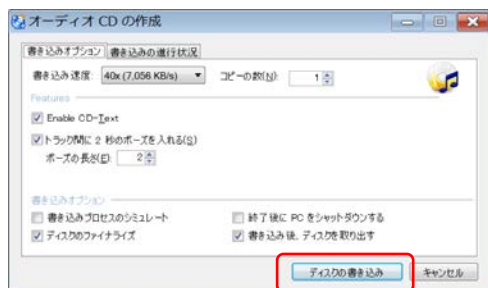 オーディオ CD の作成
書き込みオプション 書き込みの進行状況
書き込み速度: 40x (7,056 KB/s) コピーの数(N): 1
Features
Enable CD-Text
トラック間に 2 秒のポーズを入れる(S)
ポーズの長さ(E): 2
書き込みオプション
書き込みプロセスのシミュレート 終了後に PC をシャットダウンする
ディスクのファイナライズ 書き込み後、ディスクを取り出す
ディスクの書き込み キャンセル